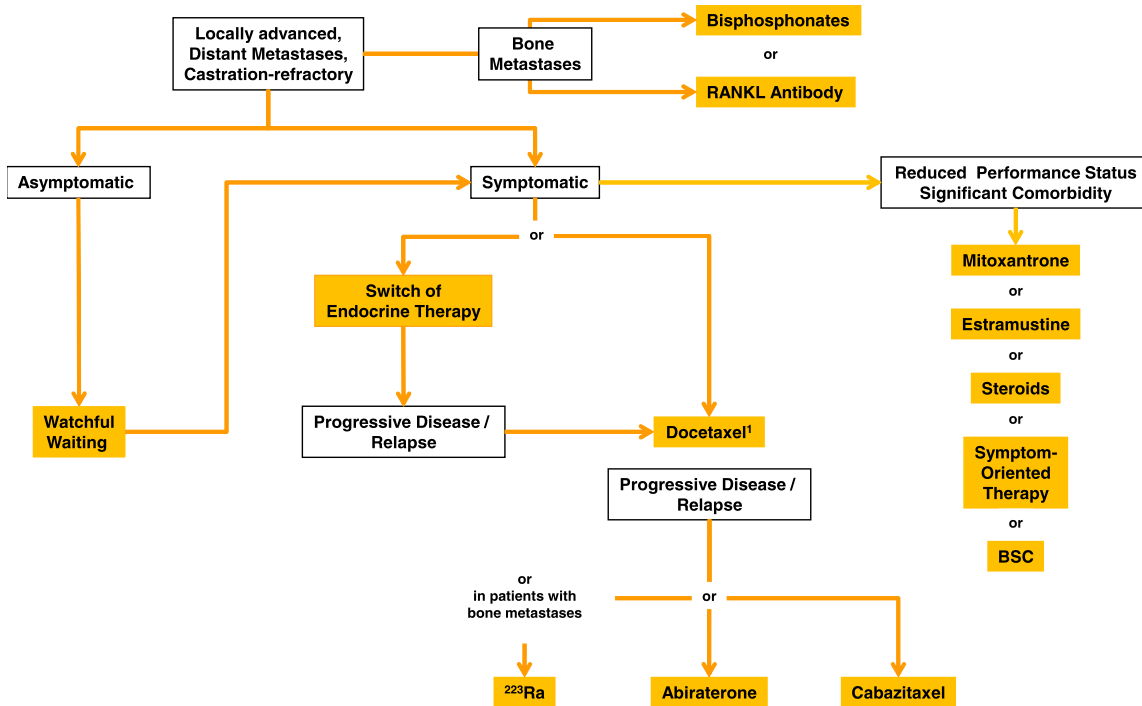 Locally advanced,
Distant Metastases,
Castration-refractory
Bone
Metastases
Bisphosphonates
or
RANKL Antibody
Asymptomatic
Symptomatic
Reduced Performance Status
Significant Comorbidity
or
Switch of
Endocrine Therapy
Mitoxantrone
or
Estramustine
or
Steroids
or
Symptom-
Oriented
Therapy
or
BSC
Watchful
Waiting
Progressive Disease /
Relapse
Docetaxel¹
Progressive Disease /
Relapse
or
in patients with
bone metastases
or
or
²²³Ra
Abiraterone
Cabazitaxel